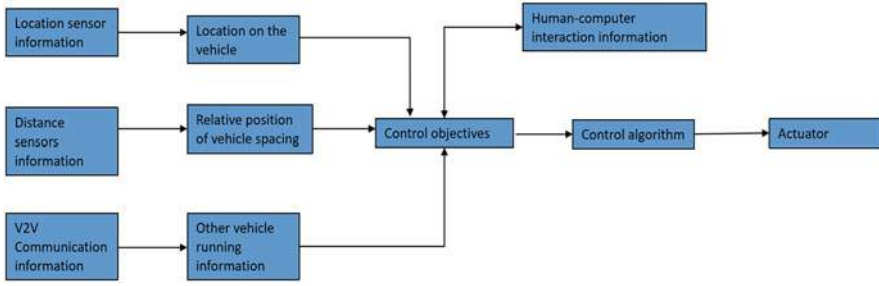 Location sensor
information
Location on the
vehicle
Human-computer
interaction information
Distance
sensors
information
Relative position
of vehicle spacing
Control objectives
Control algorithm
Actuator
V2V
Communication
information
Other vehicle
running
information